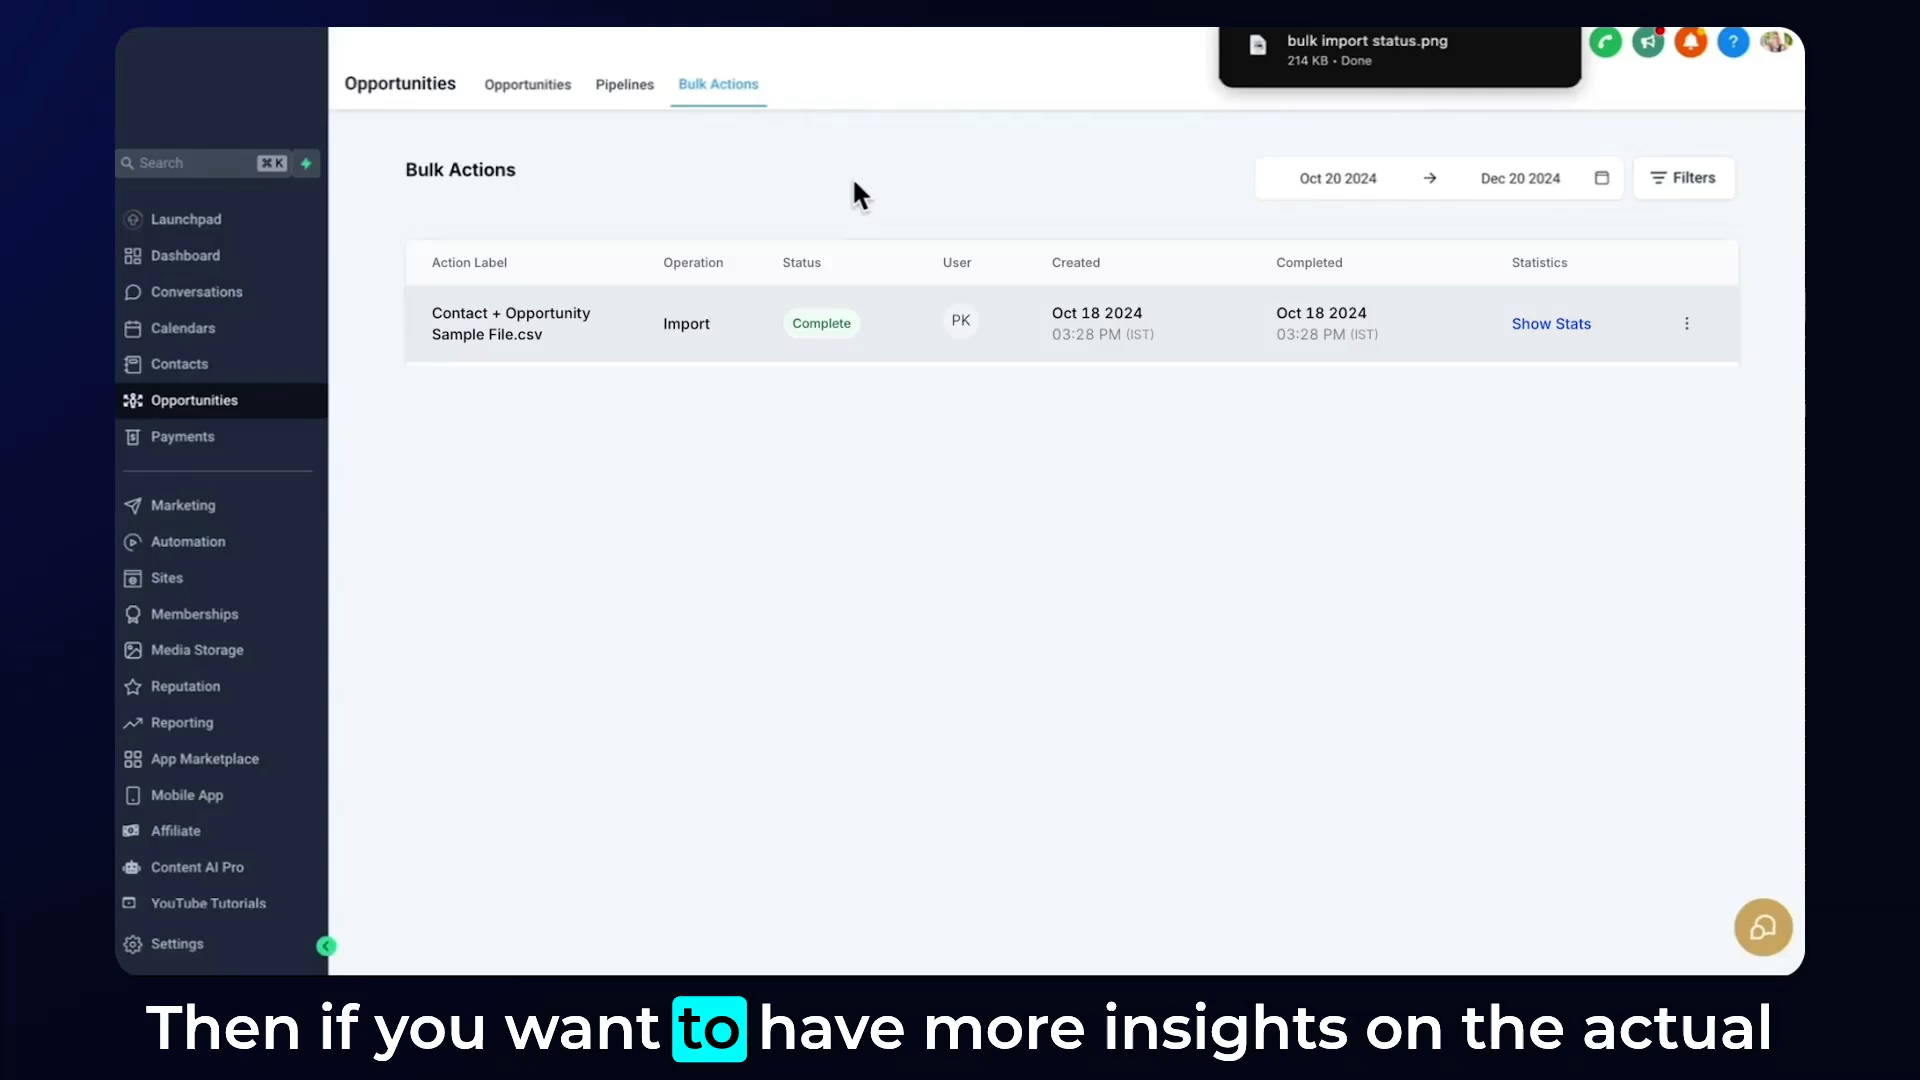 bulk import status.png
214 KB • Done
Opportunities
Opportunities
Pipelines
Bulk Actions
Search
⌘ K
Launchpad
Dashboard
Conversations
Calendars
Contacts
Opportunities
Payments
Marketing
Automation
Sites
Memberships
Media Storage
Reputation
Reporting
App Marketplace
Mobile App
Affiliate
Content AI Pro
YouTube Tutorials
Settings
Bulk Actions
Oct 20 2024 → Dec 20 2024
Filters
Action Label Operation Status User Created Completed Statistics
Contact + Opportunity
Sample File.csv
Import
Complete
PK
Oct 18 2024
03:28 PM (IST)
Oct 18 2024
03:28 PM (IST)
Show Stats
Then if you want to have more insights on the actual